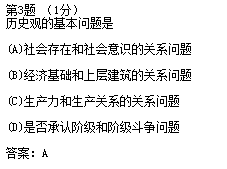 第3题 （1分）
历史观的基本问题是
(A)社会存在和社会意识的关系问题
(B)经济基础和上层建筑的关系问题
(C)生产力和生产关系的关系问题
(D)是否承认阶级和阶级斗争问题
答案: A